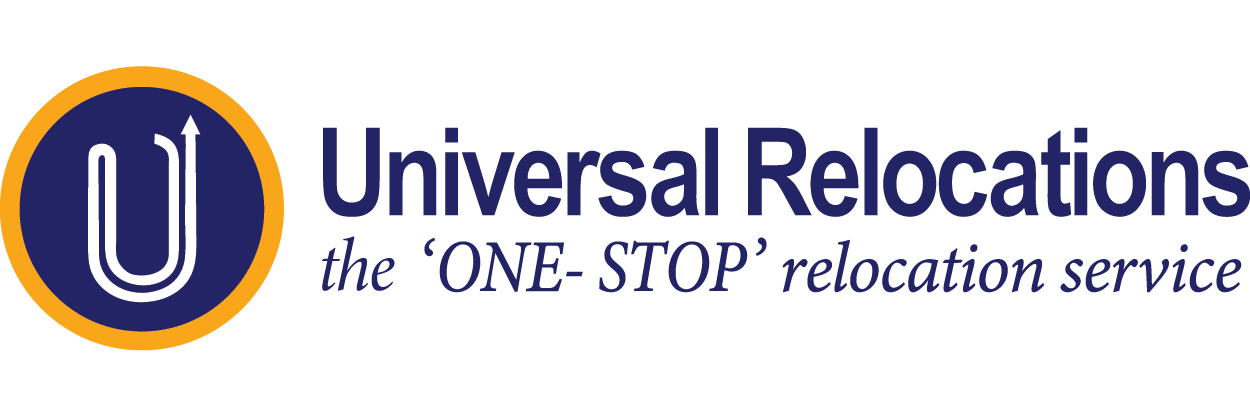 U
Universal Relocations
the ‘ONE- STOP’ relocation service